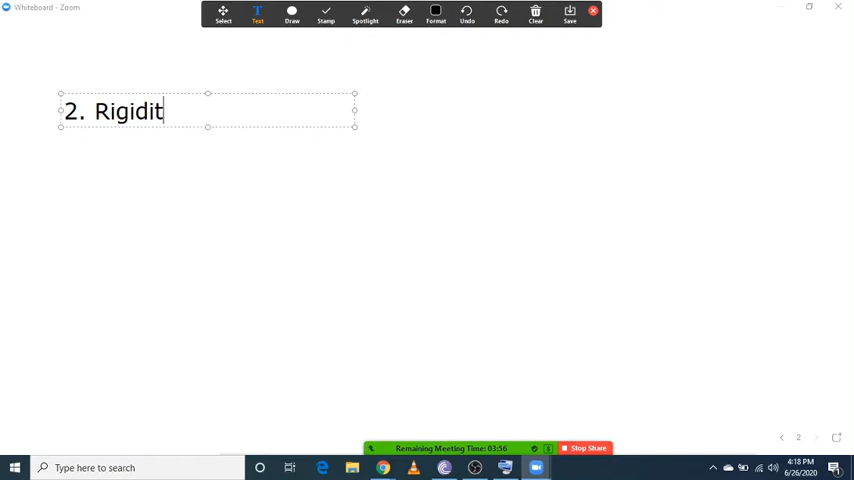 Whiteboard - Zoom
Select
Text
Draw
Stamp
Spotlight
Eraser
Format
Undo
Redo
Clear
Save
2. Rigidit
2
Remaining Meeting Time: 03:56
Stop Share
Type here to search
4:18 PM
6/26/2020